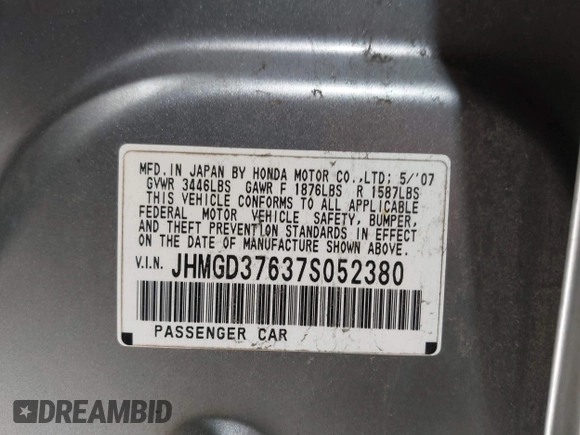 MFD. IN JAPAN BY HONDA MOTOR CO.,LTD; 5/'07
GVWR 3446LBS GAWR F 1876LBS R 1587LBS
THIS VEHICLE CONFORMS TO ALL APPLICABLE
FEDERAL MOTOR VEHICLE SAFETY, BUMPER,
AND THEFT PREVENTION STANDARDS IN EFFECT
ON THE DATE OF MANUFACTURE SHOWN ABOVE.
V.I.N. JHMGD37637S052380
PASSENGER CAR
DREAMBID